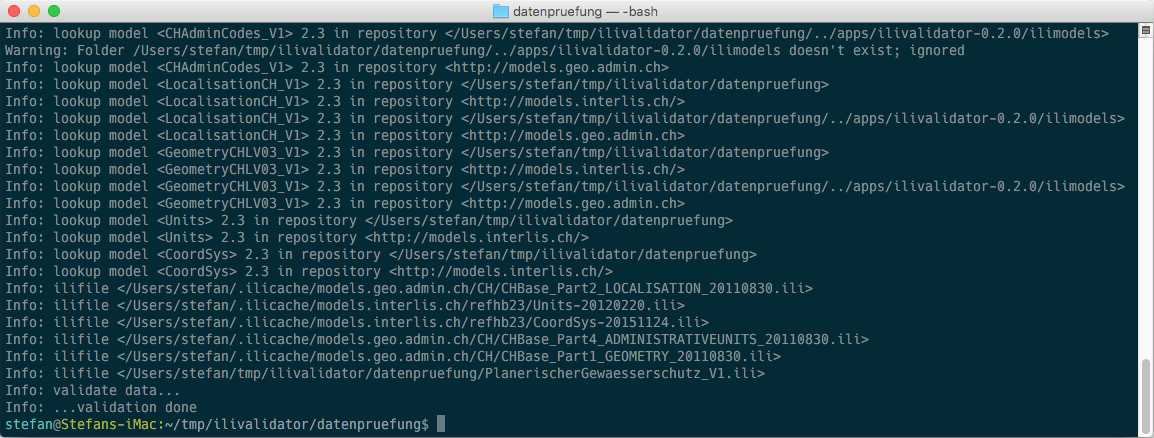 datenpruefung — -bash
Info: lookup model <CHAdminCodes_V1> 2.3 in repository </Users/stefan/tmp/ilivalidator/datenpruefung/../apps/ilivalidator-0.2.0/ilimodels>
Warning: Folder /Users/stefan/tmp/ilivalidator/datenpruefung/../apps/ilivalidator-0.2.0/ilimodels doesn't exist; ignored
Info: lookup model <CHAdminCodes_V1> 2.3 in repository <http://models.geo.admin.ch>
Info: lookup model <LocalisationCH_V1> 2.3 in repository </Users/stefan/tmp/ilivalidator/datenpruefung>
Info: lookup model <LocalisationCH_V1> 2.3 in repository <http://models.interlis.ch/>
Info: lookup model <LocalisationCH_V1> 2.3 in repository </Users/stefan/tmp/ilivalidator/datenpruefung/../apps/ilivalidator-0.2.0/ilimodels>
Info: lookup model <LocalisationCH_V1> 2.3 in repository <http://models.geo.admin.ch>
Info: lookup model <GeometryCHLV03_V1> 2.3 in repository </Users/stefan/tmp/ilivalidator/datenpruefung>
Info: lookup model <GeometryCHLV03_V1> 2.3 in repository <http://models.interlis.ch/>
Info: lookup model <GeometryCHLV03_V1> 2.3 in repository </Users/stefan/tmp/ilivalidator/datenpruefung/../apps/ilivalidator-0.2.0/ilimodels>
Info: lookup model <GeometryCHLV03_V1> 2.3 in repository <http://models.geo.admin.ch>
Info: lookup model <Units> 2.3 in repository </Users/stefan/tmp/ilivalidator/datenpruefung>
Info: lookup model <Units> 2.3 in repository <http://models.interlis.ch/>
Info: lookup model <CoordSys> 2.3 in repository </Users/stefan/tmp/ilivalidator/datenpruefung>
Info: lookup model <CoordSys> 2.3 in repository <http://models.interlis.ch/>
Info: ilifile </Users/stefan/.ilicache/models.geo.admin.ch/CH/CHBase_Part2_LOCALISATION_20110830.ili>
Info: ilifile </Users/stefan/.ilicache/models.interlis.ch/refhb23/Units-20120220.ili>
Info: ilifile </Users/stefan/.ilicache/models.interlis.ch/refhb23/CoordSys-20151124.ili>
Info: ilifile </Users/stefan/.ilicache/models.geo.admin.ch/CH/CHBase_Part4_ADMINISTRATIVEUNITS_20110830.ili>
Info: ilifile </Users/stefan/.ilicache/models.geo.admin.ch/CH/CHBase_Part1_GEOMETRY_20110830.ili>
Info: ilifile </Users/stefan/tmp/ilivalidator/datenpruefung/PlanerischerGewaesserschutz_V1.ili>
Info: validate data...
Info: ...validation done
stefan@Stefans-iMac:~/tmp/ilivalidator/datenpruefung$